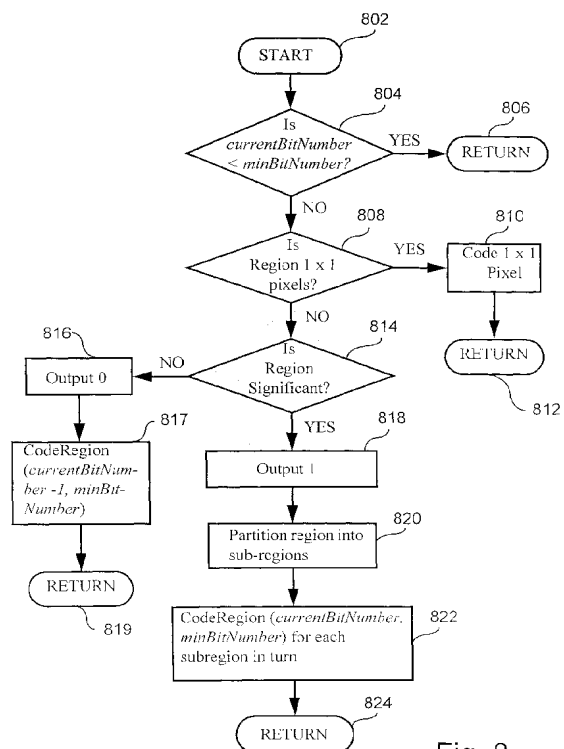 802
START
804
Is
currentBitNumber
< minBitNumber?
YES
806
RETURN
NO
808
Is
Region 1 x 1
pixels?
YES
810
Code 1 x 1
Pixel
NO
RETURN
812
814
Is
Region
Significant?
NO
816
Output 0
817
CodeRegion
(currentBitNum-
ber -1, minBit-
Number)
RETURN
819
YES
818
Output 1
820
Partition region into
sub-regions
822
CodeRegion (currentBitNumber,
minBitNumber) for each
subregion in turn
824
RETURN